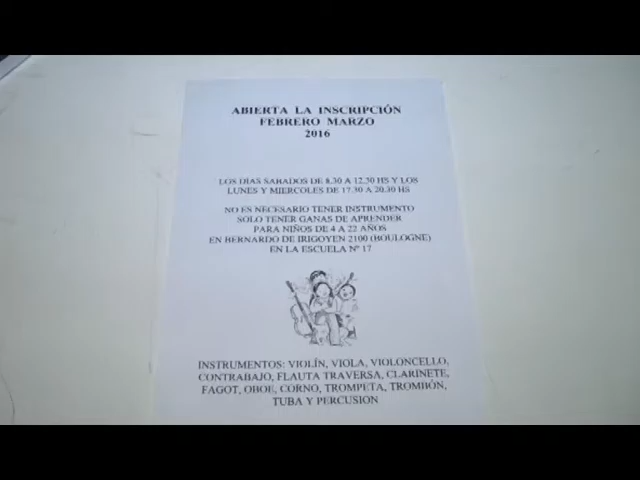 ABIERTA LA INSCRIPCIÓN
FEBRERO MARZO
2016
LOS DIAS SABADOS DE 8.30 A 12.30 HS Y LOS
LUNES Y MIERCOLES DE 17.30 A 20.30 HS
NO ES NECESARIO TENER INSTRUMENTO
SOLO TENER GANAS DE APRENDER
PARA NIÑOS DE 4 A 22 AÑOS
EN BERNARDO DE IRIGOYEN 2100 (BOULOGNE)
EN LA ESCUELA Nº 17
INSTRUMENTOS: VIOLÍN, VIOLA, VIOLONCELLO,
CONTRABAJO, FLAUTA TRAVERSA, CLARINETE,
FAGOT, OBOE, CORNO, TROMPETA, TROMBÓN,
TUBA Y PERCUSION